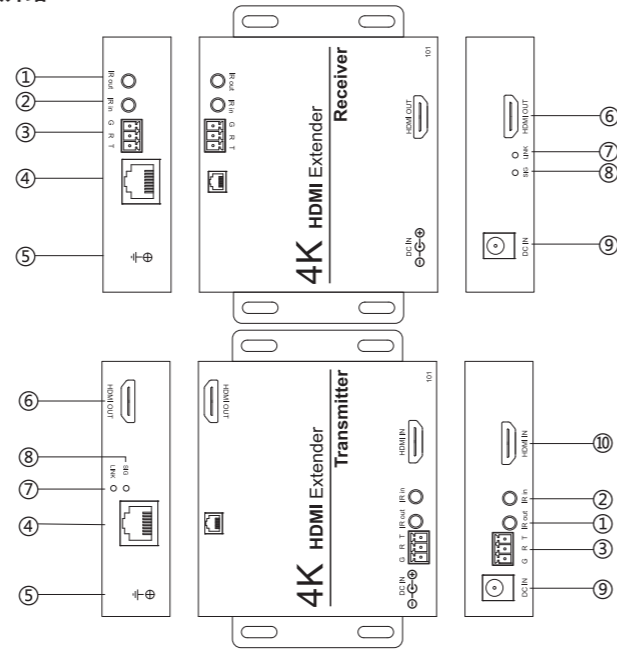 ①
②
③
④
⑤
IR out
IR in
G R T
IR out
IR in
G R T
4K HDMI Extender
Receiver
101
HDMI OUT
DC IN
HDMI OUT
LINK
SIG
DC IN
⑥
⑦
⑧
⑨
⑥
⑧
⑦
④
⑤
HDMI OUT
SIG
LINK
HDMI OUT
4K HDMI Extender
Transmitter
101
HDMI IN
IR in
IR out
G R T
DC IN
HDMI IN
IR in
IR out
G R T
DC IN
⑩
②
①
③
⑨